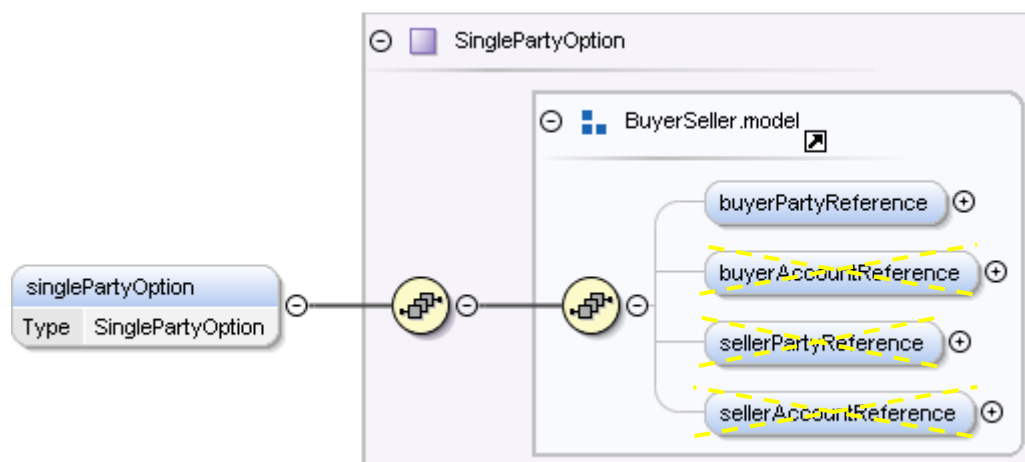 SinglePartyOption
BuyerSeller.model
buyerPartyReference
buyerAccountReference
singlePartyOption
Type SinglePartyOption
sellerPartyReference
sellerAccountReference